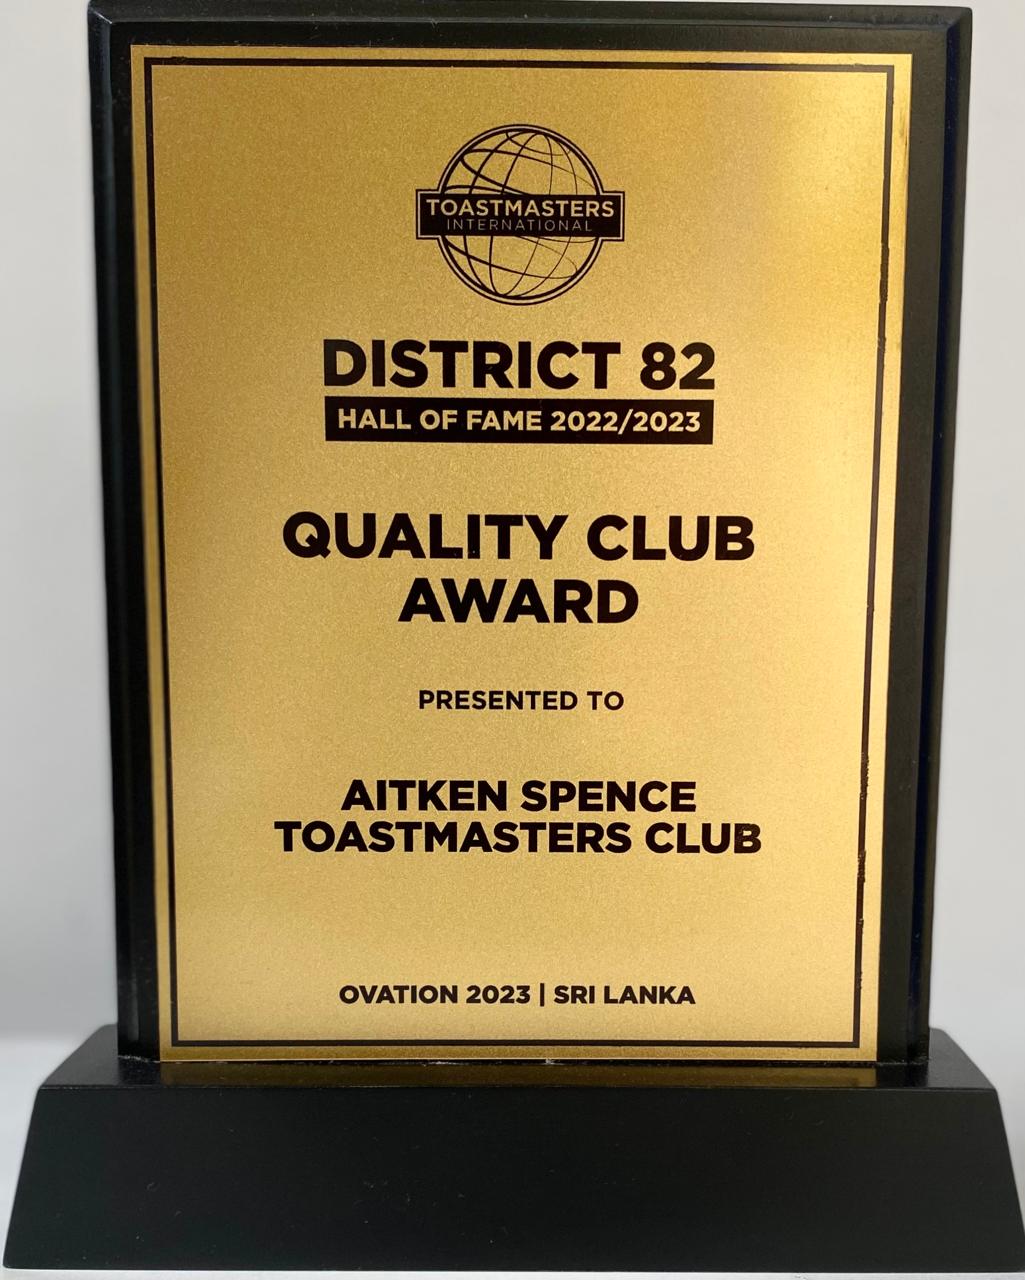 TOASTMASTERS
INTERNATIONAL
DISTRICT 82
HALL OF FAME 2022/2023
QUALITY CLUB
AWARD
PRESENTED TO
AITKEN SPENCE
TOASTMASTERS CLUB
OVATION 2023 | SRI LANKA